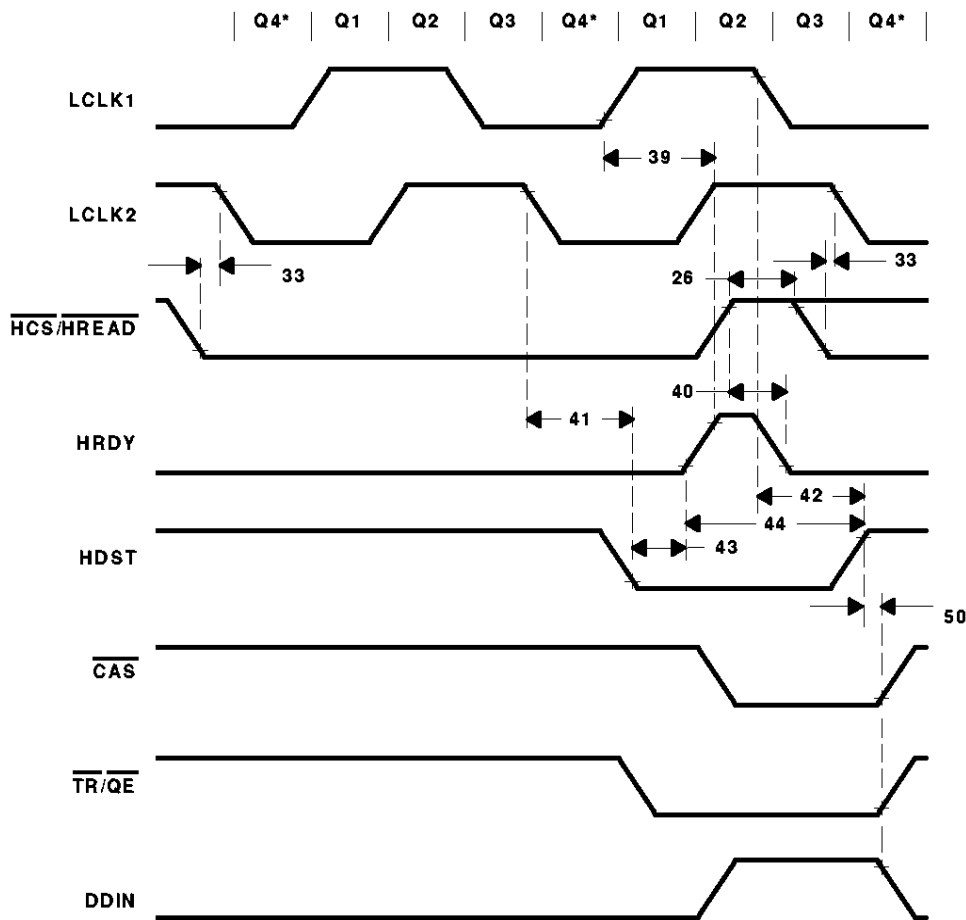 Q4* Q1 Q2 Q3 Q4* Q1 Q2 Q3 Q4*
LCLK1
39
LCLK2
33 26 33
HCS/HREAD
40
41
HRDY
42
44
HDST 43
50
CAS
TR/QE
DDIN